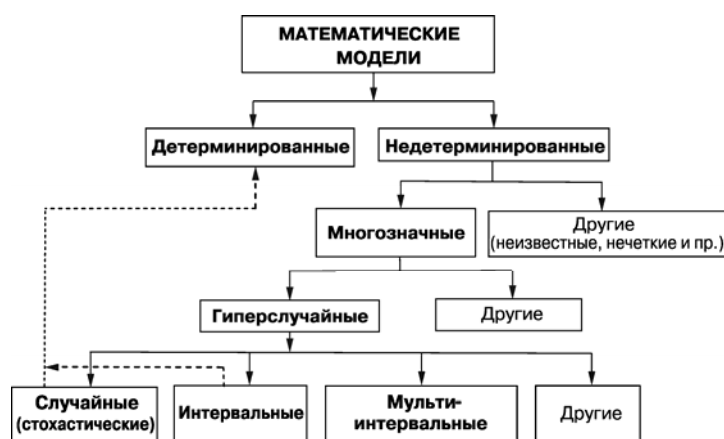 МАТЕМАТИЧЕСКИЕ
МОДЕЛИ
Детерминированные
Недетерминированные
Многозначные
Другие
(неизвестные, нечеткие и пр.)
Гиперслучайные
Другие
Случайные
(стохастические)
Интервальные
Мульти-
интервальные
Другие